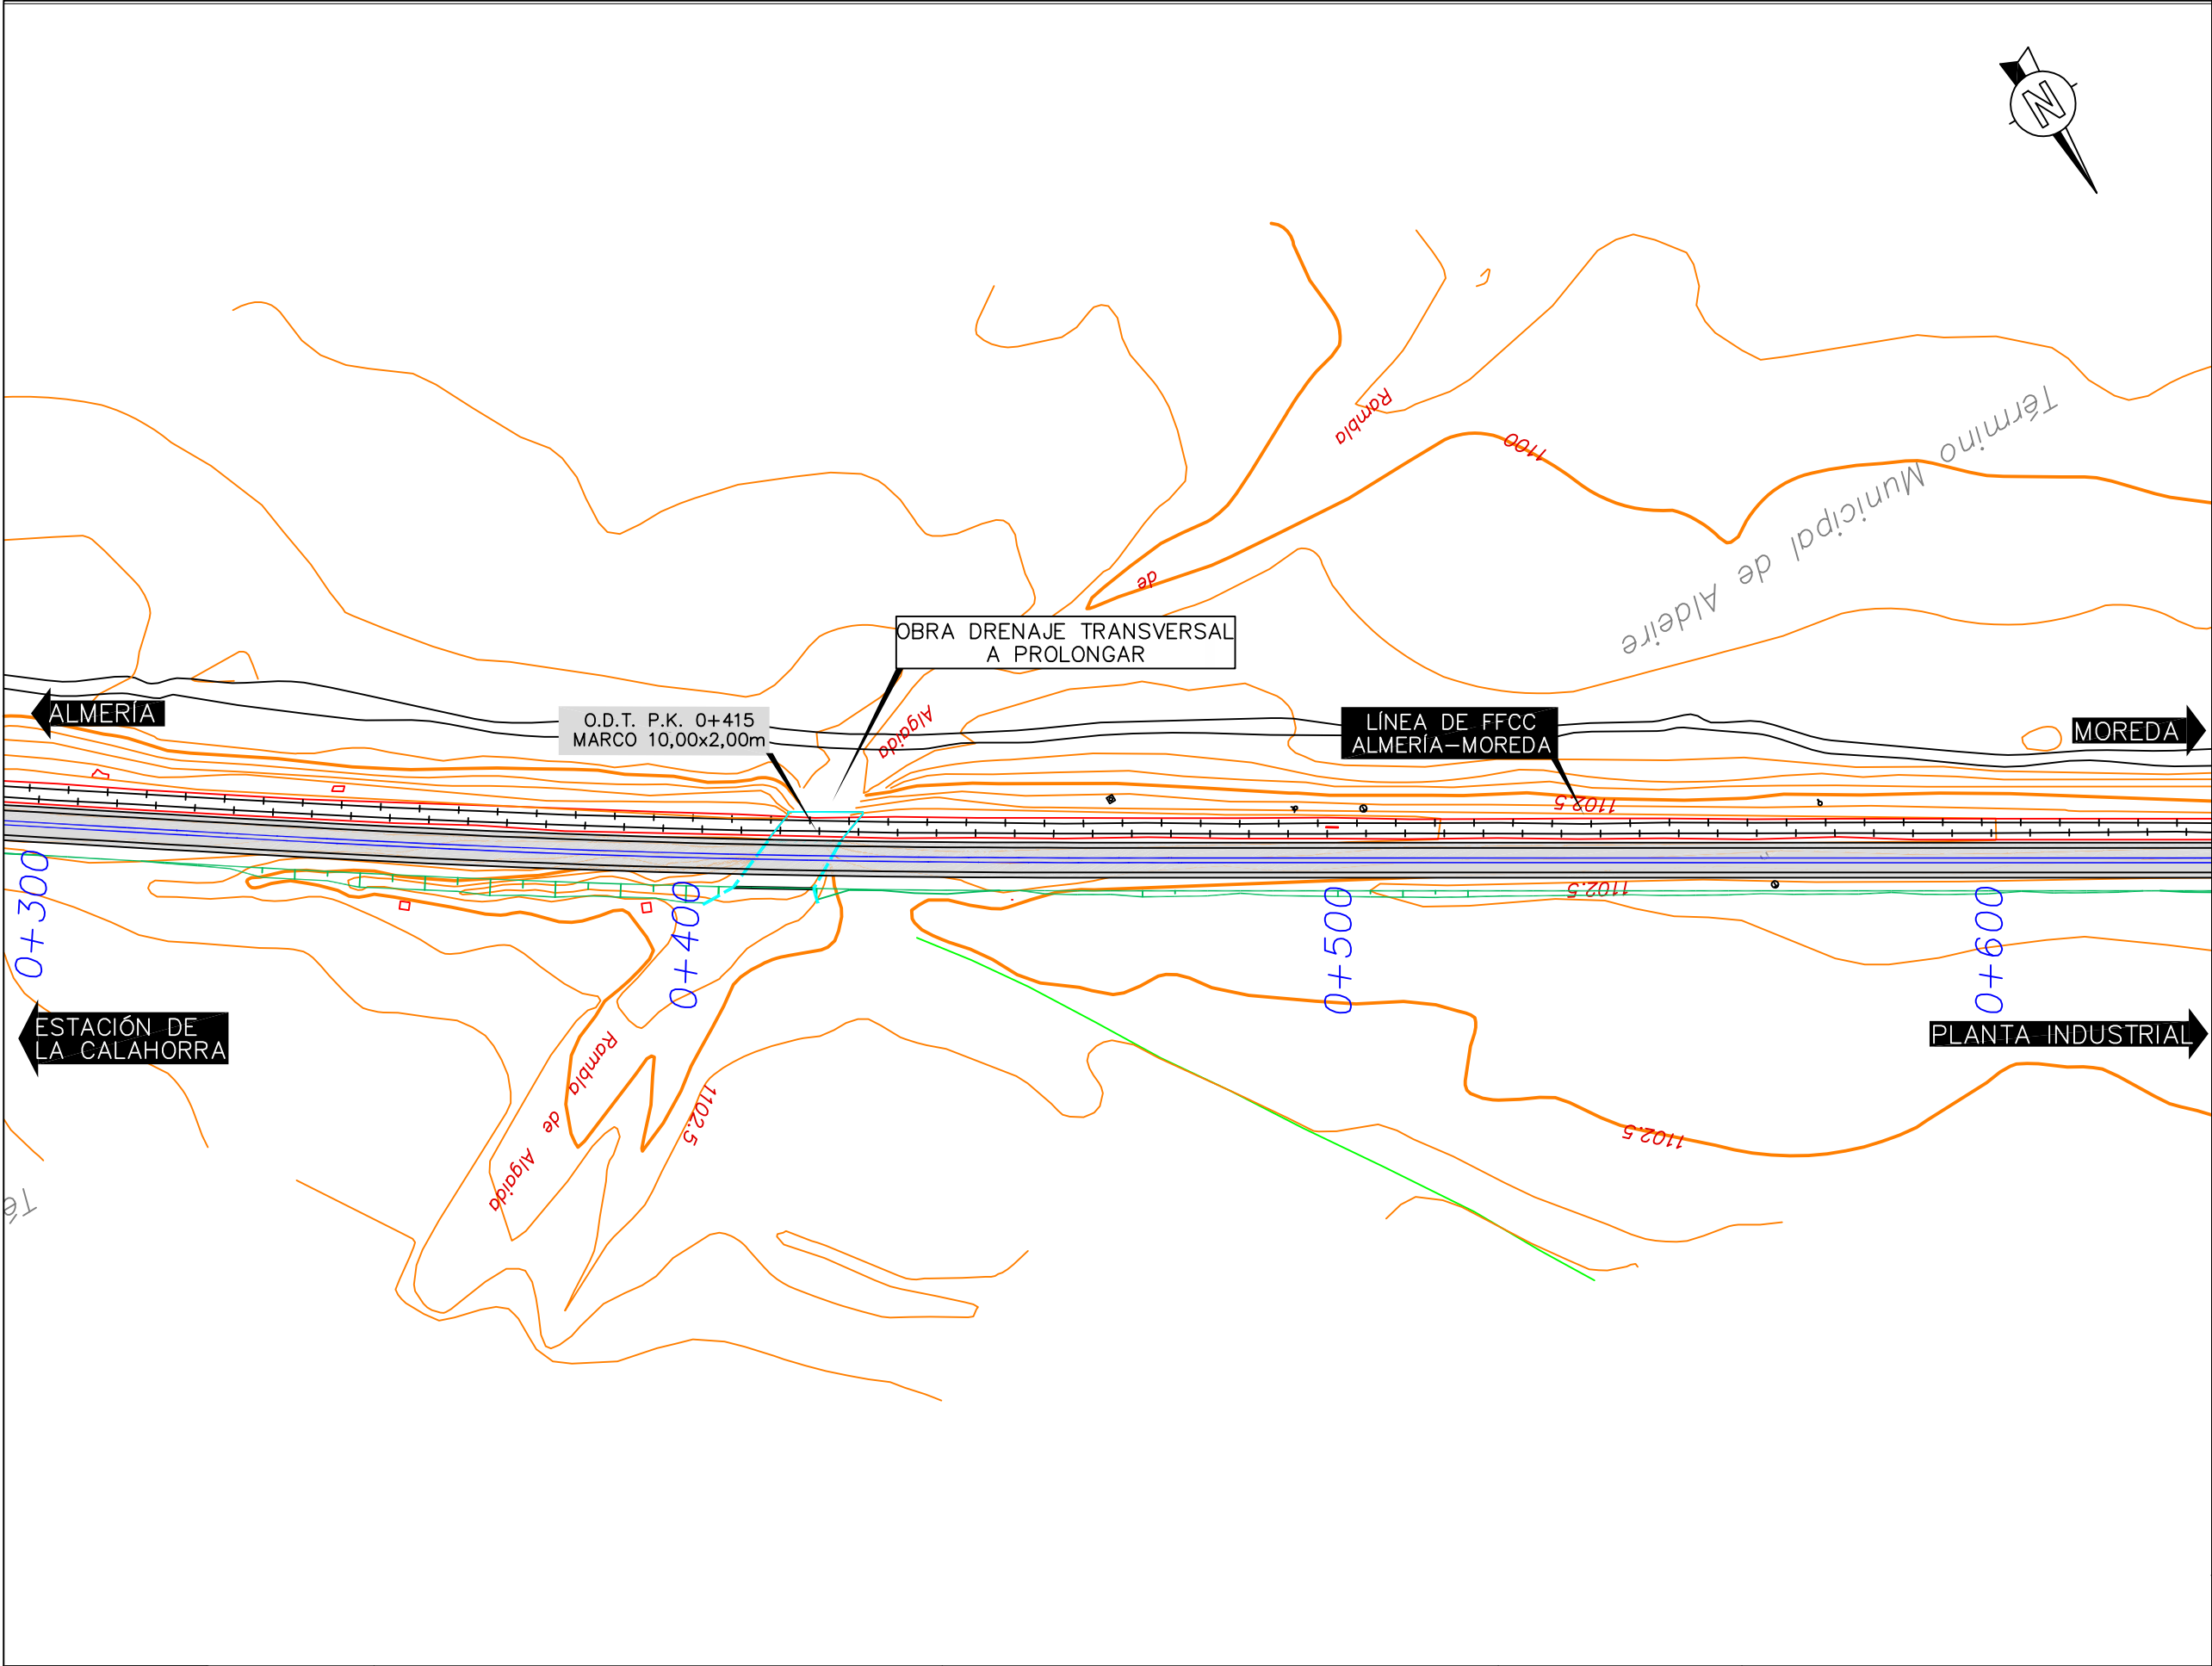 N
Rambla
1100
Término Municipal de Aldeire
de
OBRA DRENAJE TRANSVERSAL
A PROLONGAR
Algaida
ALMERÍA
O.D.T. P.K. 0+415
MARCO 10,00x2,00m
LÍNEA DE FFCC
ALMERÍA-MOREDA
MOREDA
1102.5
1102.5
0+300
0+400
0+500
0+600
ESTACIÓN DE
LA CALAHORRA
PLANTA INDUSTRIAL
Rambla
de
Algaida
1102.5
1102.5
Té